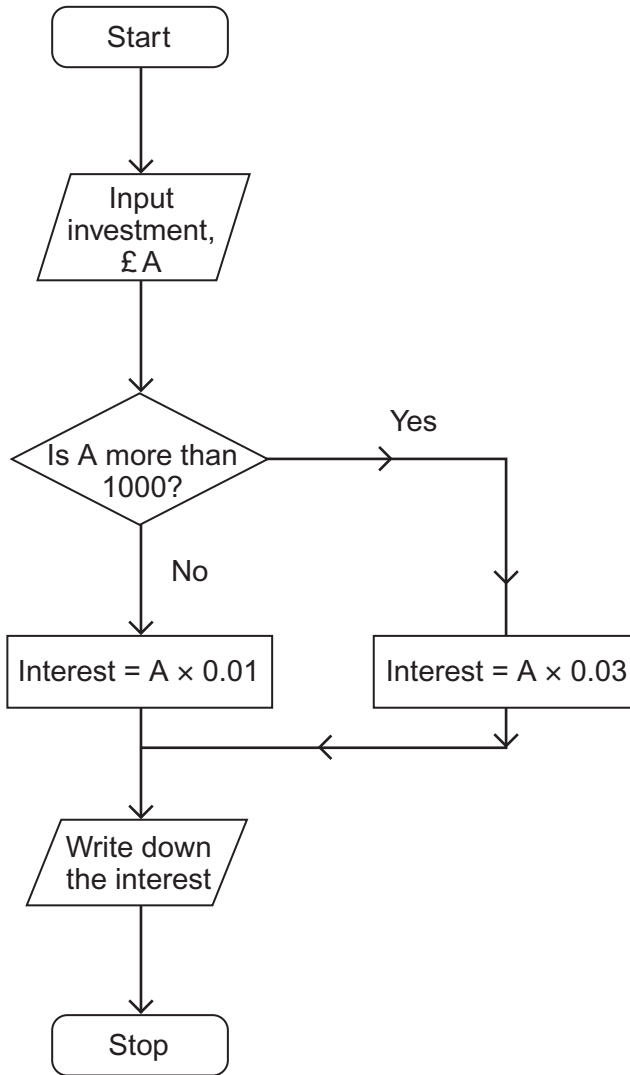 Start
Input
investment,
£ A
Is A more than
1000?
Yes
No
Interest = A × 0.01
Interest = A × 0.03
Write down
the interest
Stop